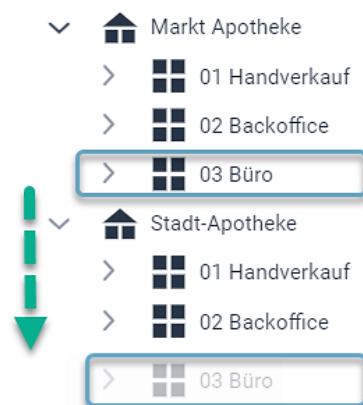 Markt Apotheke
01 Handverkauf
02 Backoffice
03 Büro
Stadt-Apotheke
01 Handverkauf
02 Backoffice
03 Büro